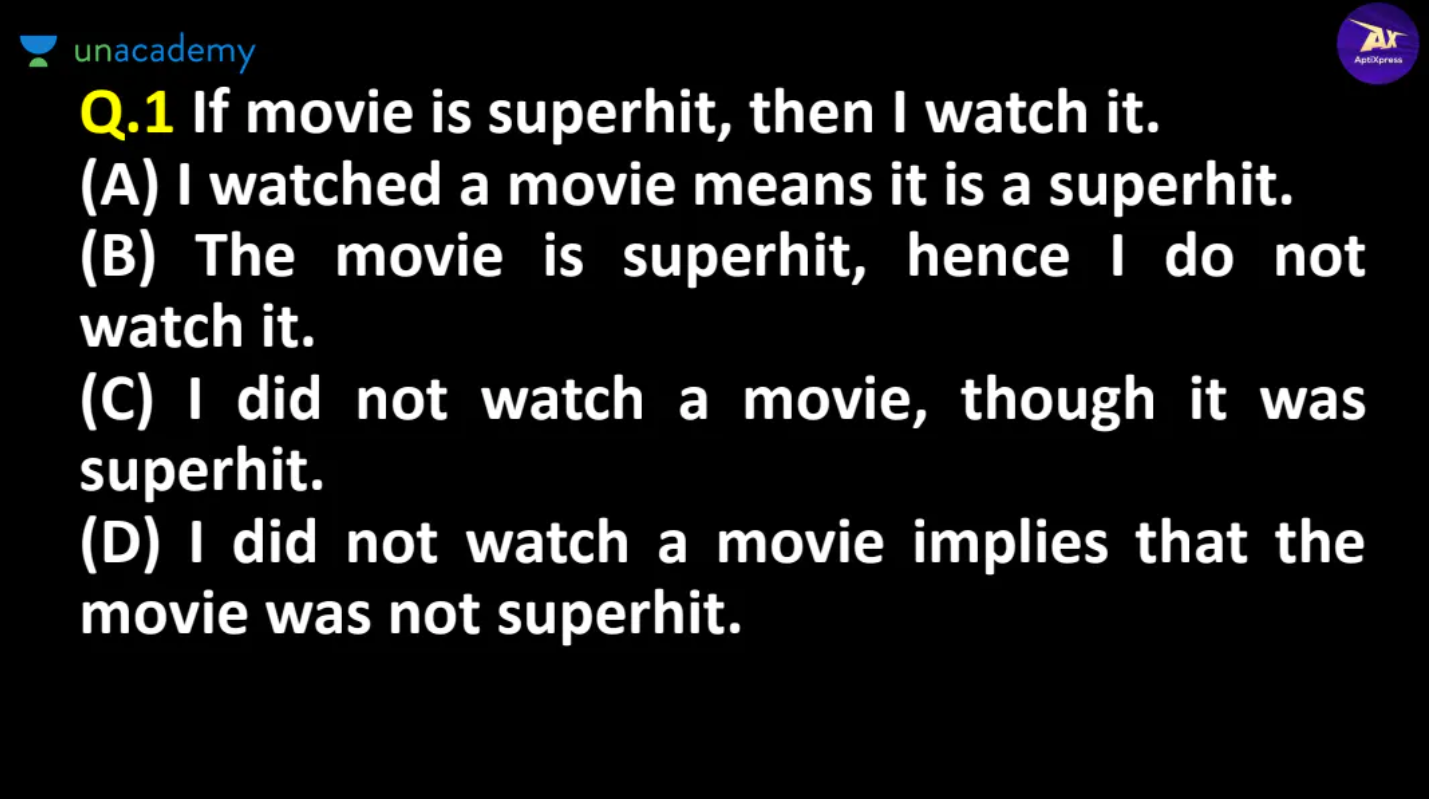 unacademy
AX
AptiXpress
Q.1 If movie is superhit, then I watch it.
(A) I watched a movie means it is a superhit.
(B) The movie is superhit, hence I do not
watch it.
(C) I did not watch a movie, though it was
superhit.
(D) I did not watch a movie implies that the
movie was not superhit.